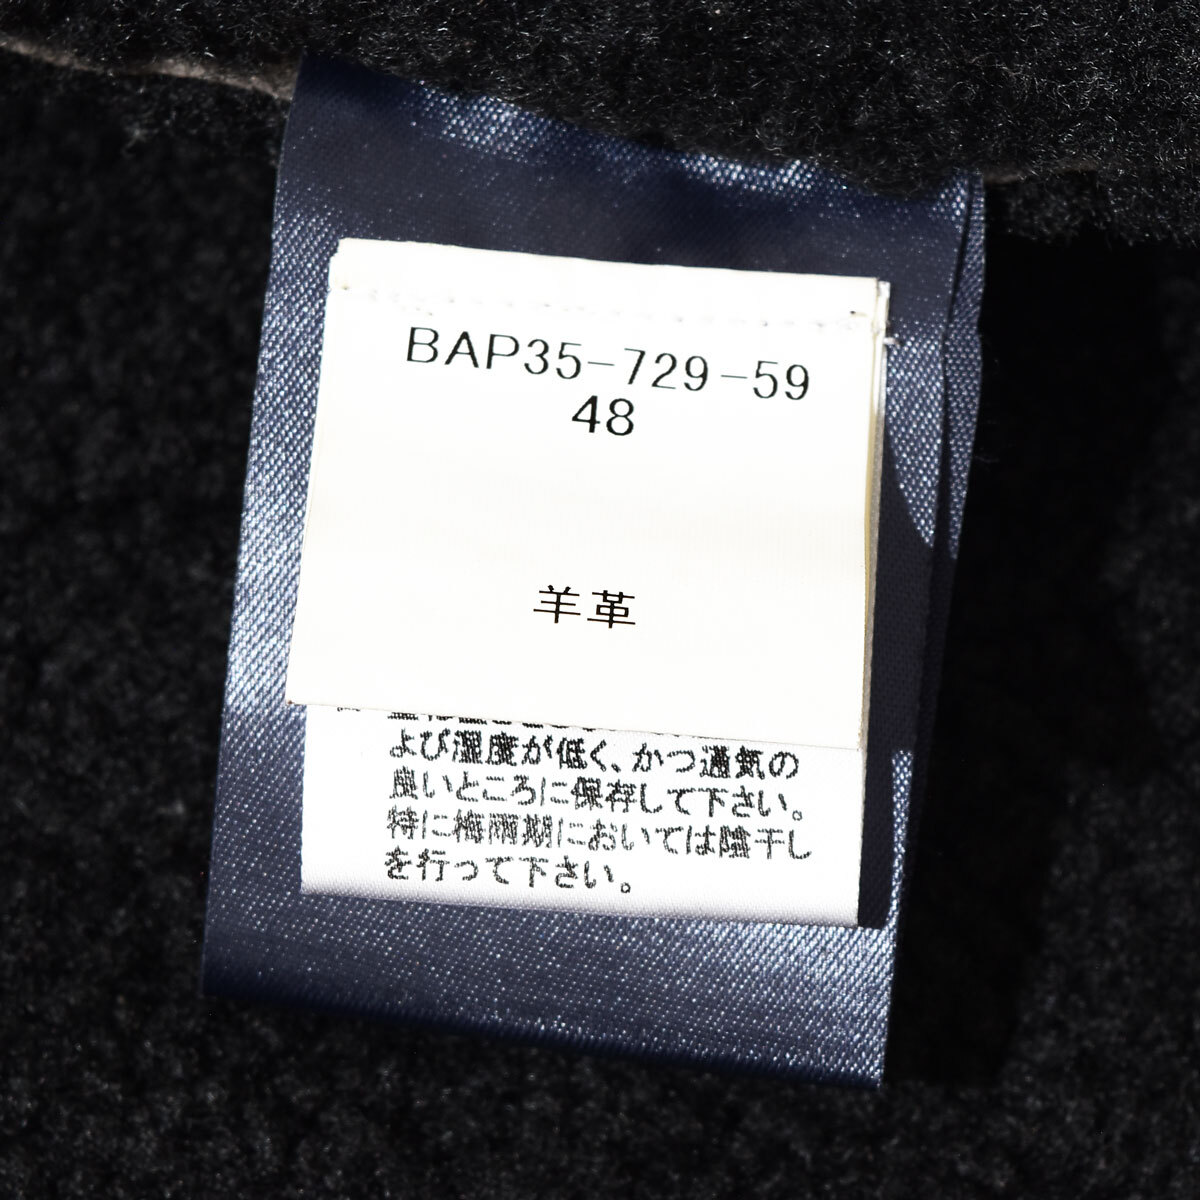 BAP35-729-59
48
羊革
よび湿度が低く、かつ通気の
良いところに保存して下さい。
特に梅雨期においては陰干し
を行って下さい。